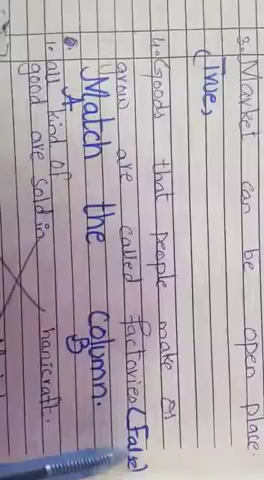 3. Market can be open place.
(True)
4. Goods that people make or
grow are called factories (False)
Match the column.
A B
1. all kind of hanicraft.
good are sold in